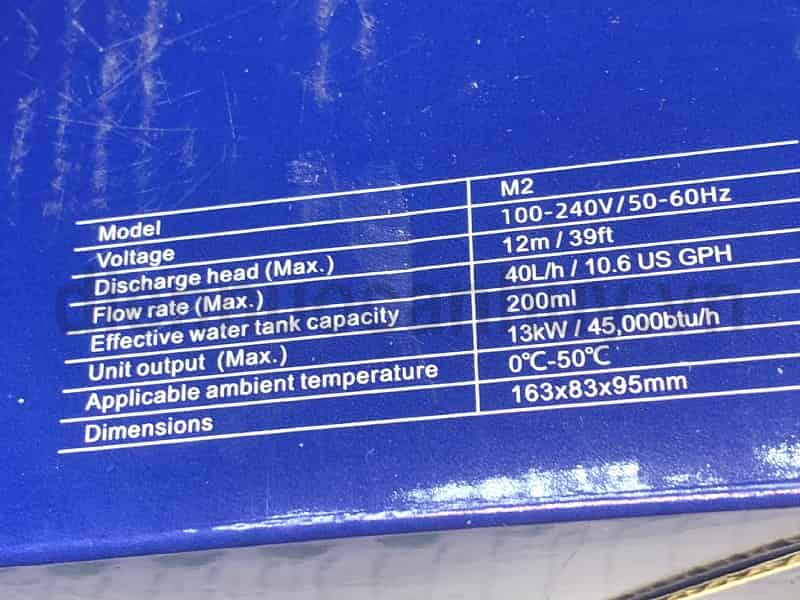 Model M2
Voltage 100-240V/50-60Hz
Discharge head (Max.) 12m / 39ft
Flow rate (Max.) 40L/h / 10.6 US GPH
Effective water tank capacity 200ml
Unit output (Max.) 13kW / 45,000btu/h
Applicable ambient temperature 0℃-50℃
Dimensions 163x83x95mm